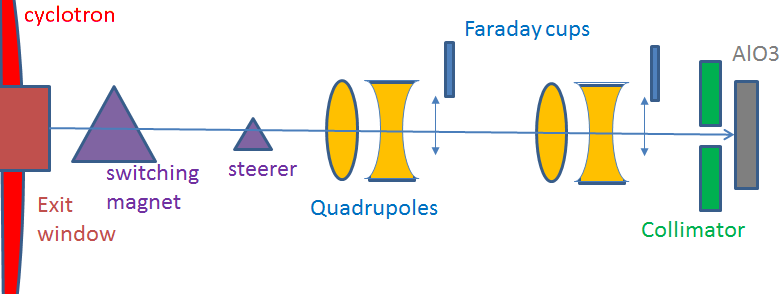 cyclotron
Faraday cups
AlO3
switching
magnet
steerer
Exit
window
Quadrupoles
Collimator